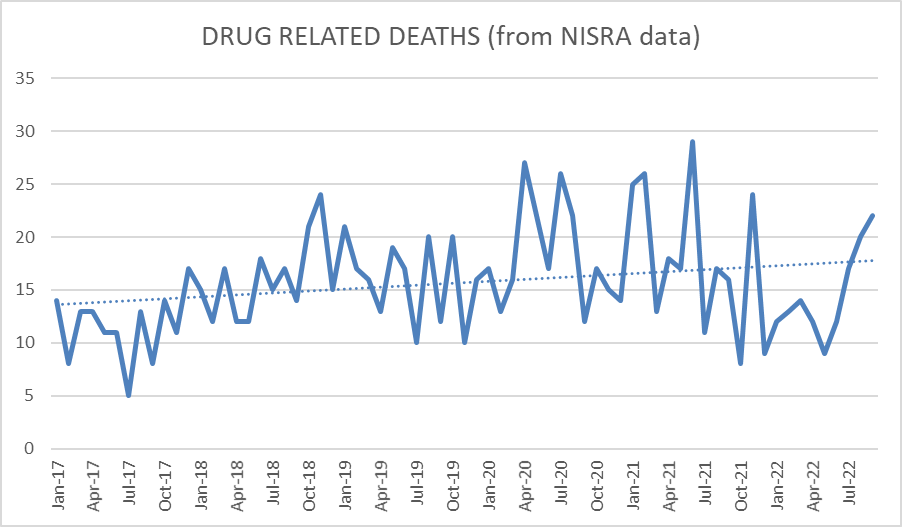 DRUG RELATED DEATHS (from NISRA data)
35
30
25
20
15
10
5
0
Jan-17
Apr-17
Jul-17
Oct-17
Jan-18
Apr-18
Jul-18
Oct-18
Jan-19
Apr-19
Jul-19
Oct-19
Jan-20
Apr-20
Jul-20
Oct-20
Jan-21
Apr-21
Jul-21
Oct-21
Jan-22
Apr-22
Jul-22